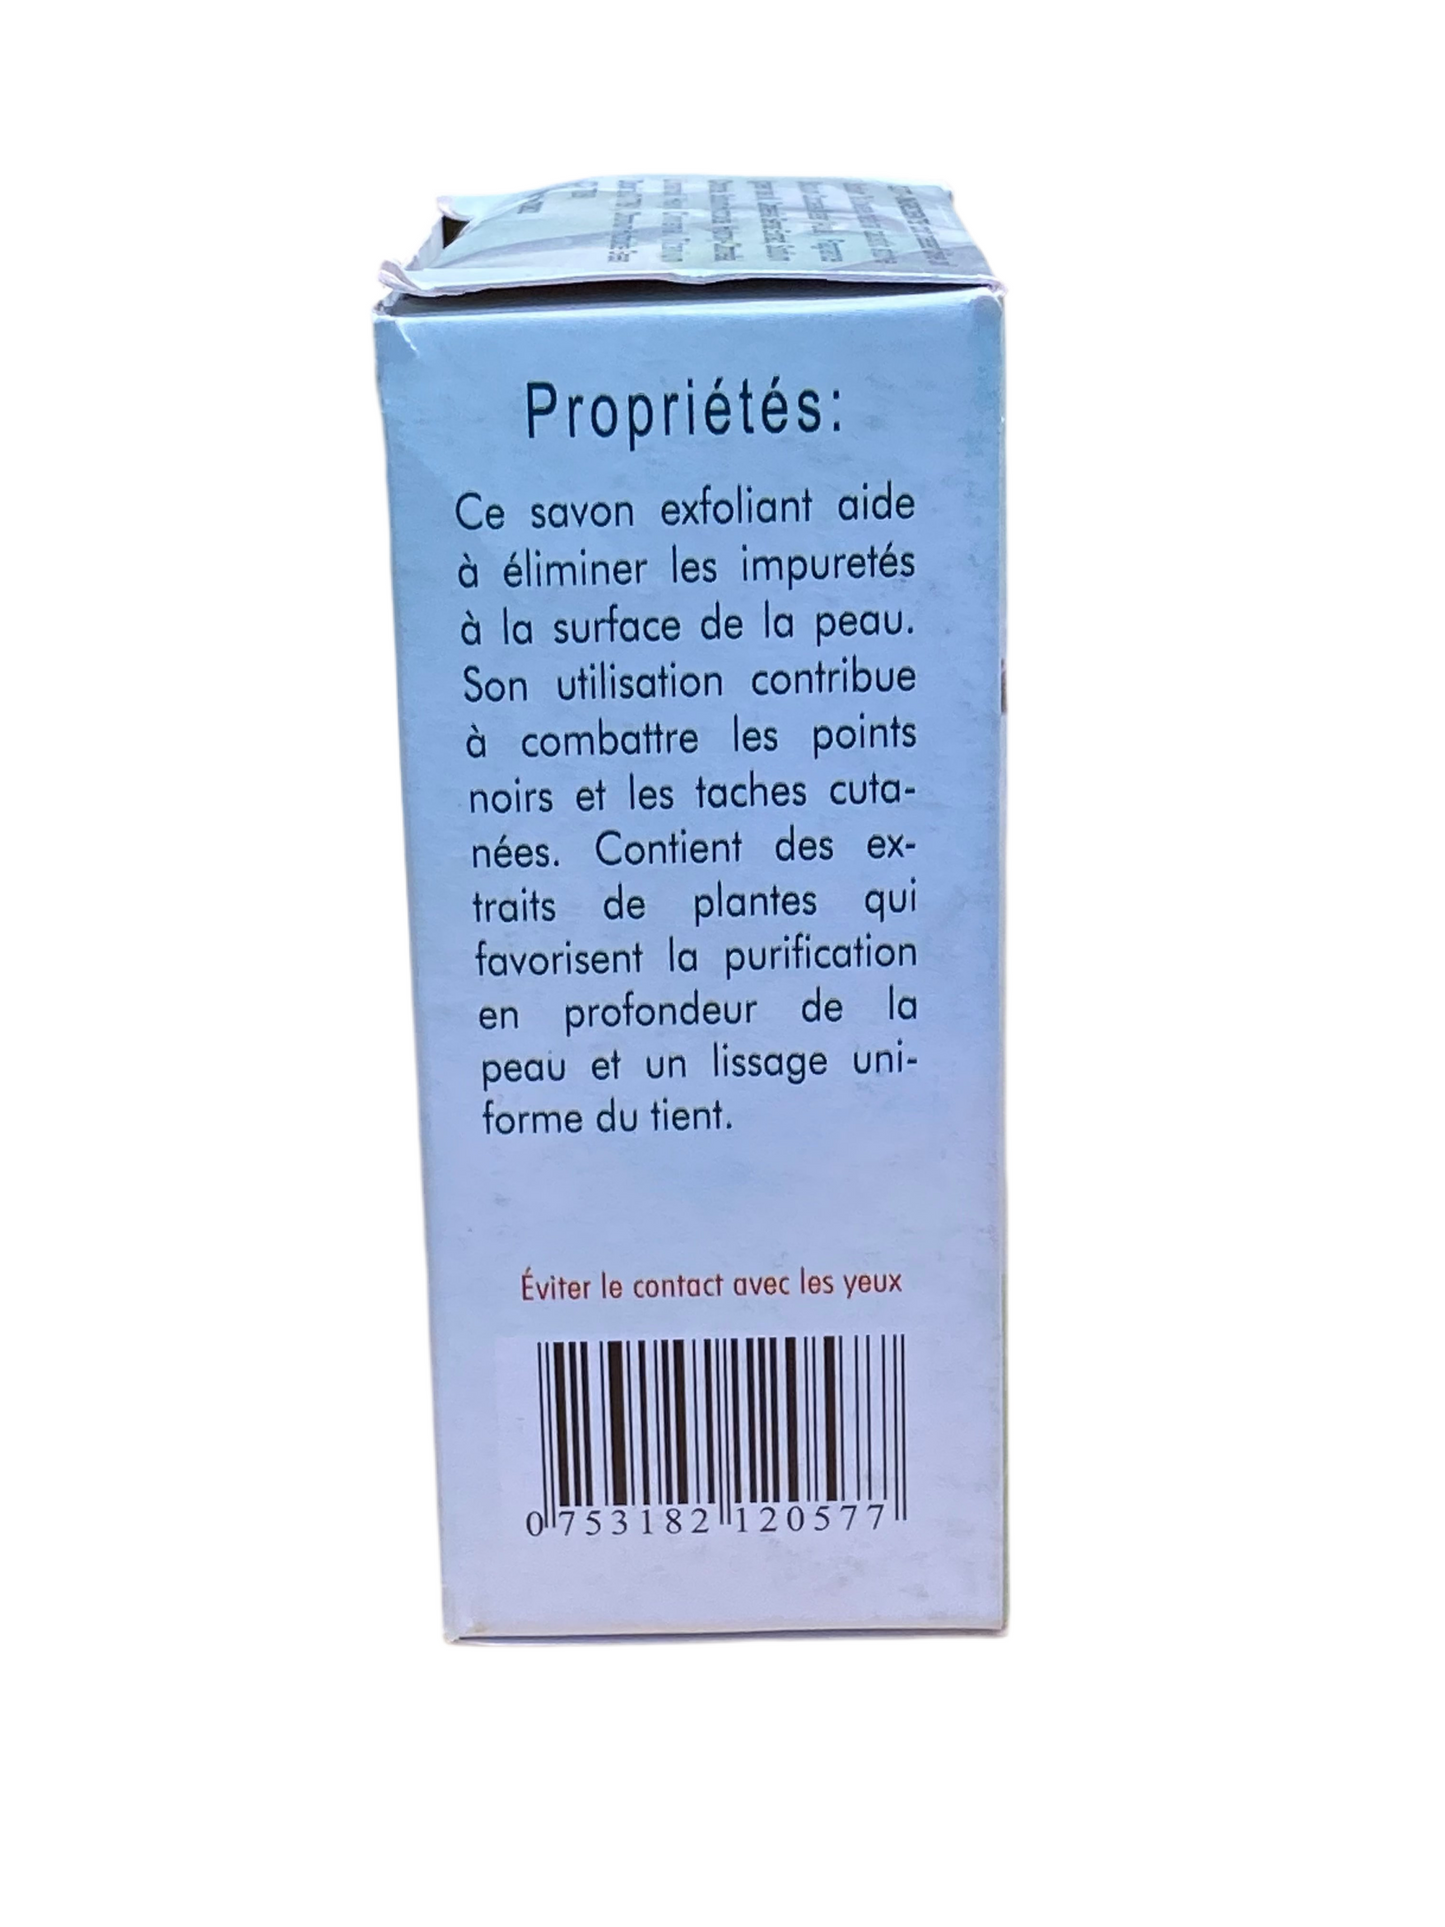 Propriétés:
Ce savon exfoliant aide
à éliminer les impuretés
à la surface de la peau.
Son utilisation contribue
à combattre les points
noirs et les taches cuta-
nées. Contient des ex-
traits de plantes qui
favorisent la purification
en profondeur de la
peau et un lissage uni-
forme du tient.
Éviter le contact avec les yeux
0 753182 120577